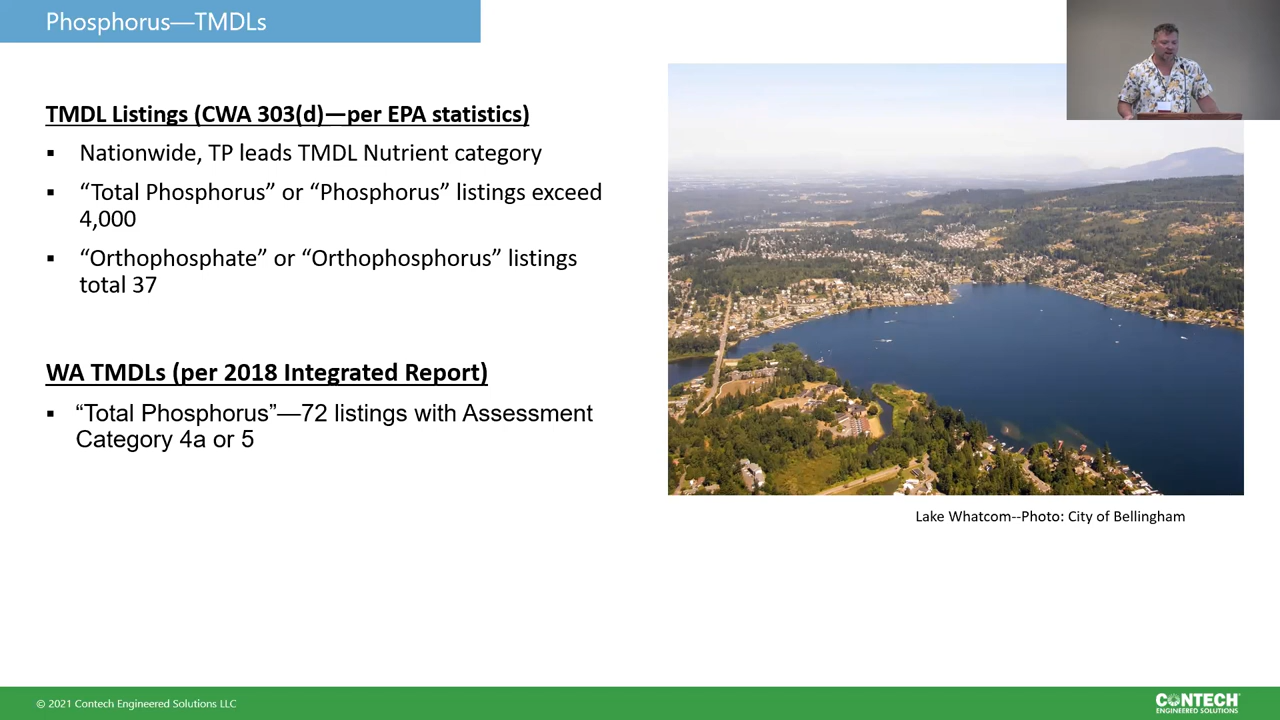 Phosphorus—TMDLs
TMDL Listings (CWA 303(d)—per EPA statistics)
▪ Nationwide, TP leads TMDL Nutrient category
▪ “Total Phosphorus” or “Phosphorus” listings exceed
4,000
▪ “Orthophosphate” or “Orthophosphorus” listings
total 37
WA TMDLs (per 2018 Integrated Report)
▪ “Total Phosphorus”—72 listings with Assessment
Category 4a or 5
Lake Whatcom--Photo: City of Bellingham
© 2021 Contech Engineered Solutions LLC
CONTECH
ENGINEERED SOLUTIONS